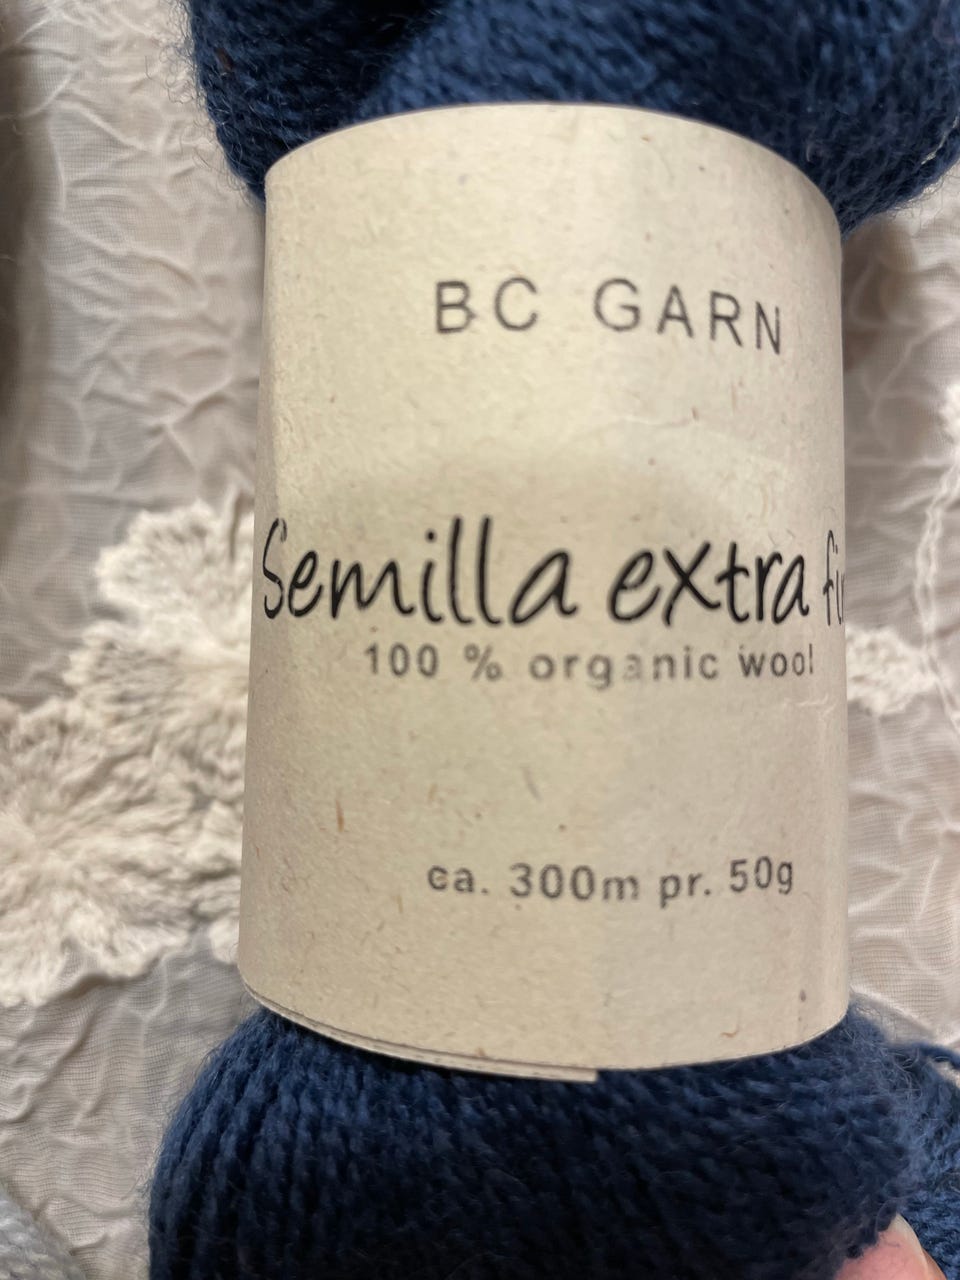 BC GARN
Semilla extra
100 % organic wool
ca. 300m pr. 50g